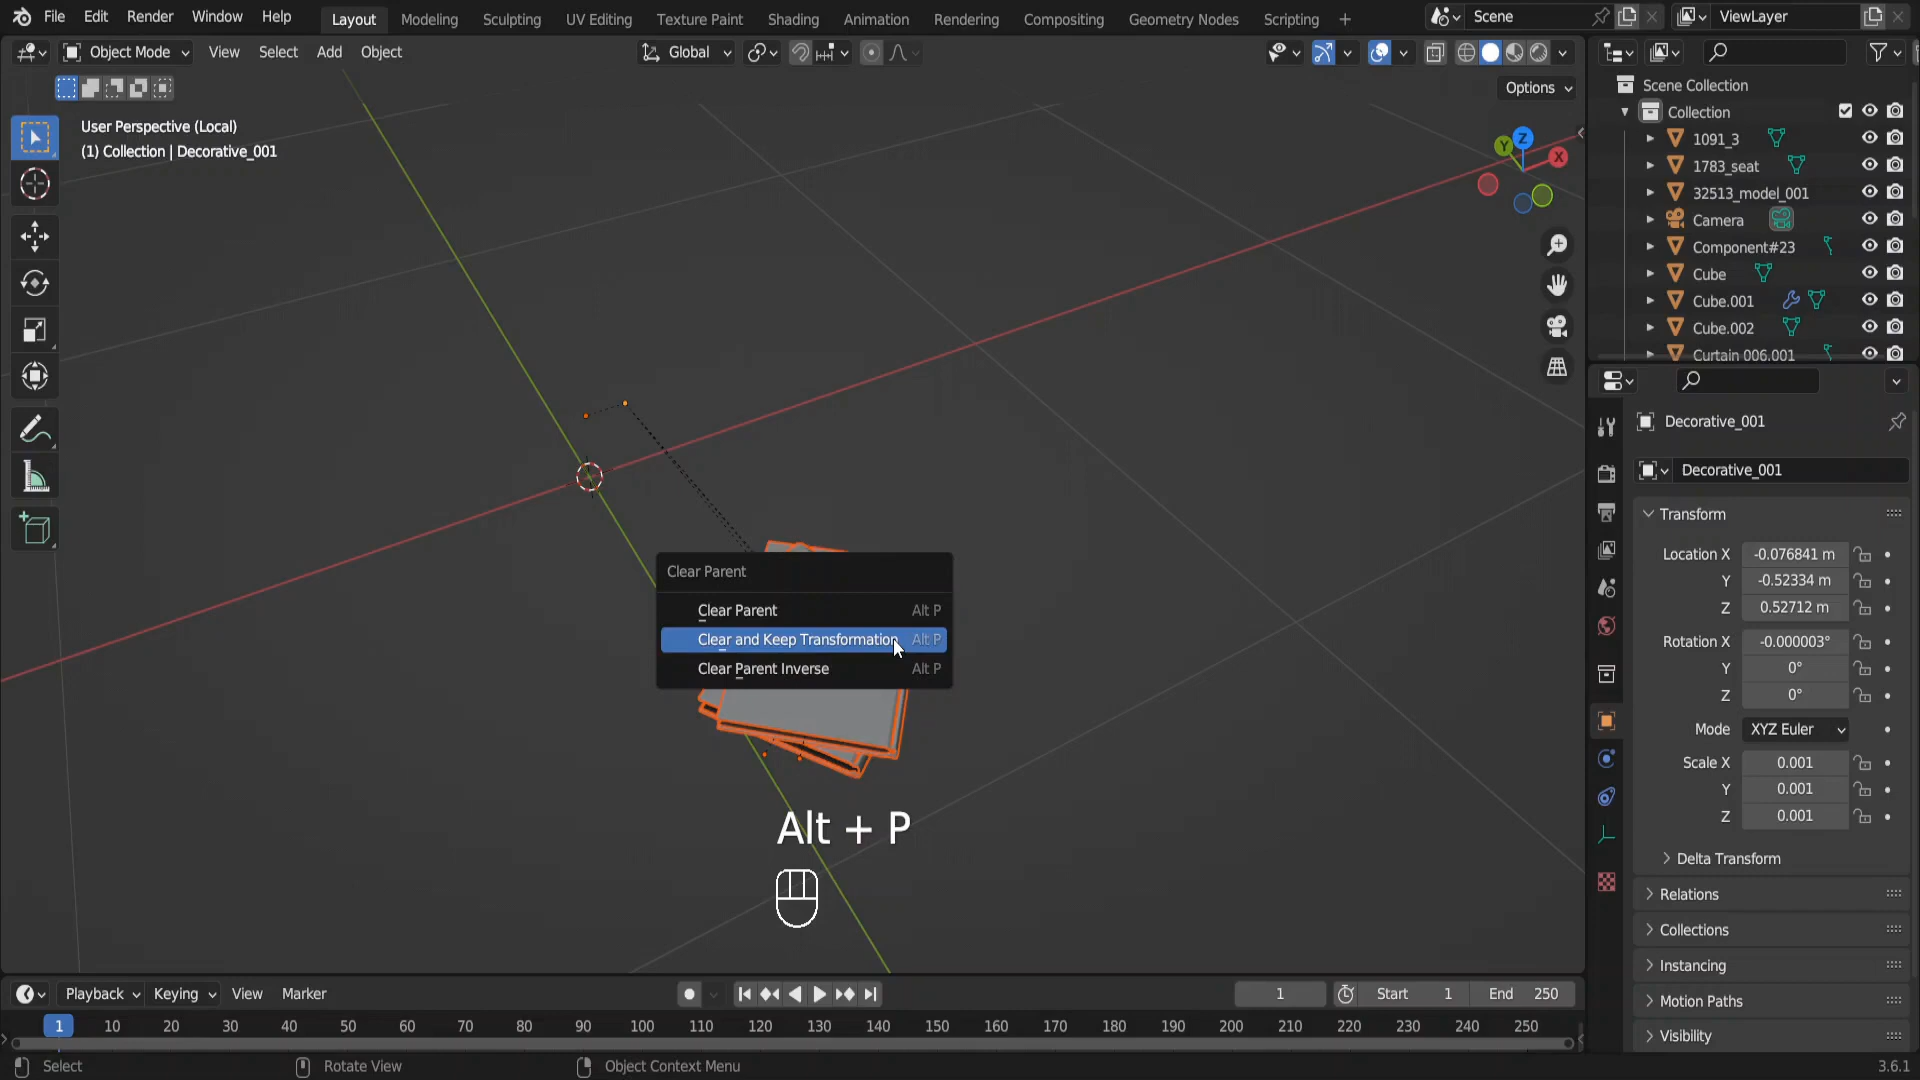 File Edit Render Window Help
Layout Modeling Sculpting UV Editing Texture Paint Shading Animation Rendering Compositing Geometry Nodes Scripting +
Scene
ViewLayer
Object Mode View Select Add Object
Global
Options
User Perspective (Local)
(1) Collection | Decorative_001
Z
Y
X
Scene Collection
Collection
1091_3
1783_seat
32513_model_001
Camera
Component#23
Cube
Cube.001
Cube.002
Curtain 006.001
Clear Parent
Clear Parent Alt P
Clear and Keep Transformation Alt P
Clear Parent Inverse Alt P
Alt + P
Decorative_001
Decorative_001
Transform
Location X -0.076841 m
Y -0.52334 m
Z 0.52712 m
Rotation X -0.000003°
Y 0°
Z 0°
Mode XYZ Euler
Scale X 0.001
Y 0.001
Z 0.001
Delta Transform
Relations
Collections
Instancing
Motion Paths
Visibility
Playback Keying View Marker
1 Start 1 End 250
1 10 20 30 40 50 60 70 80 90 100 110 120 130 140 150 160 170 180 190 200 210 220 230 240 250
Select Rotate View Object Context Menu 3.6.1